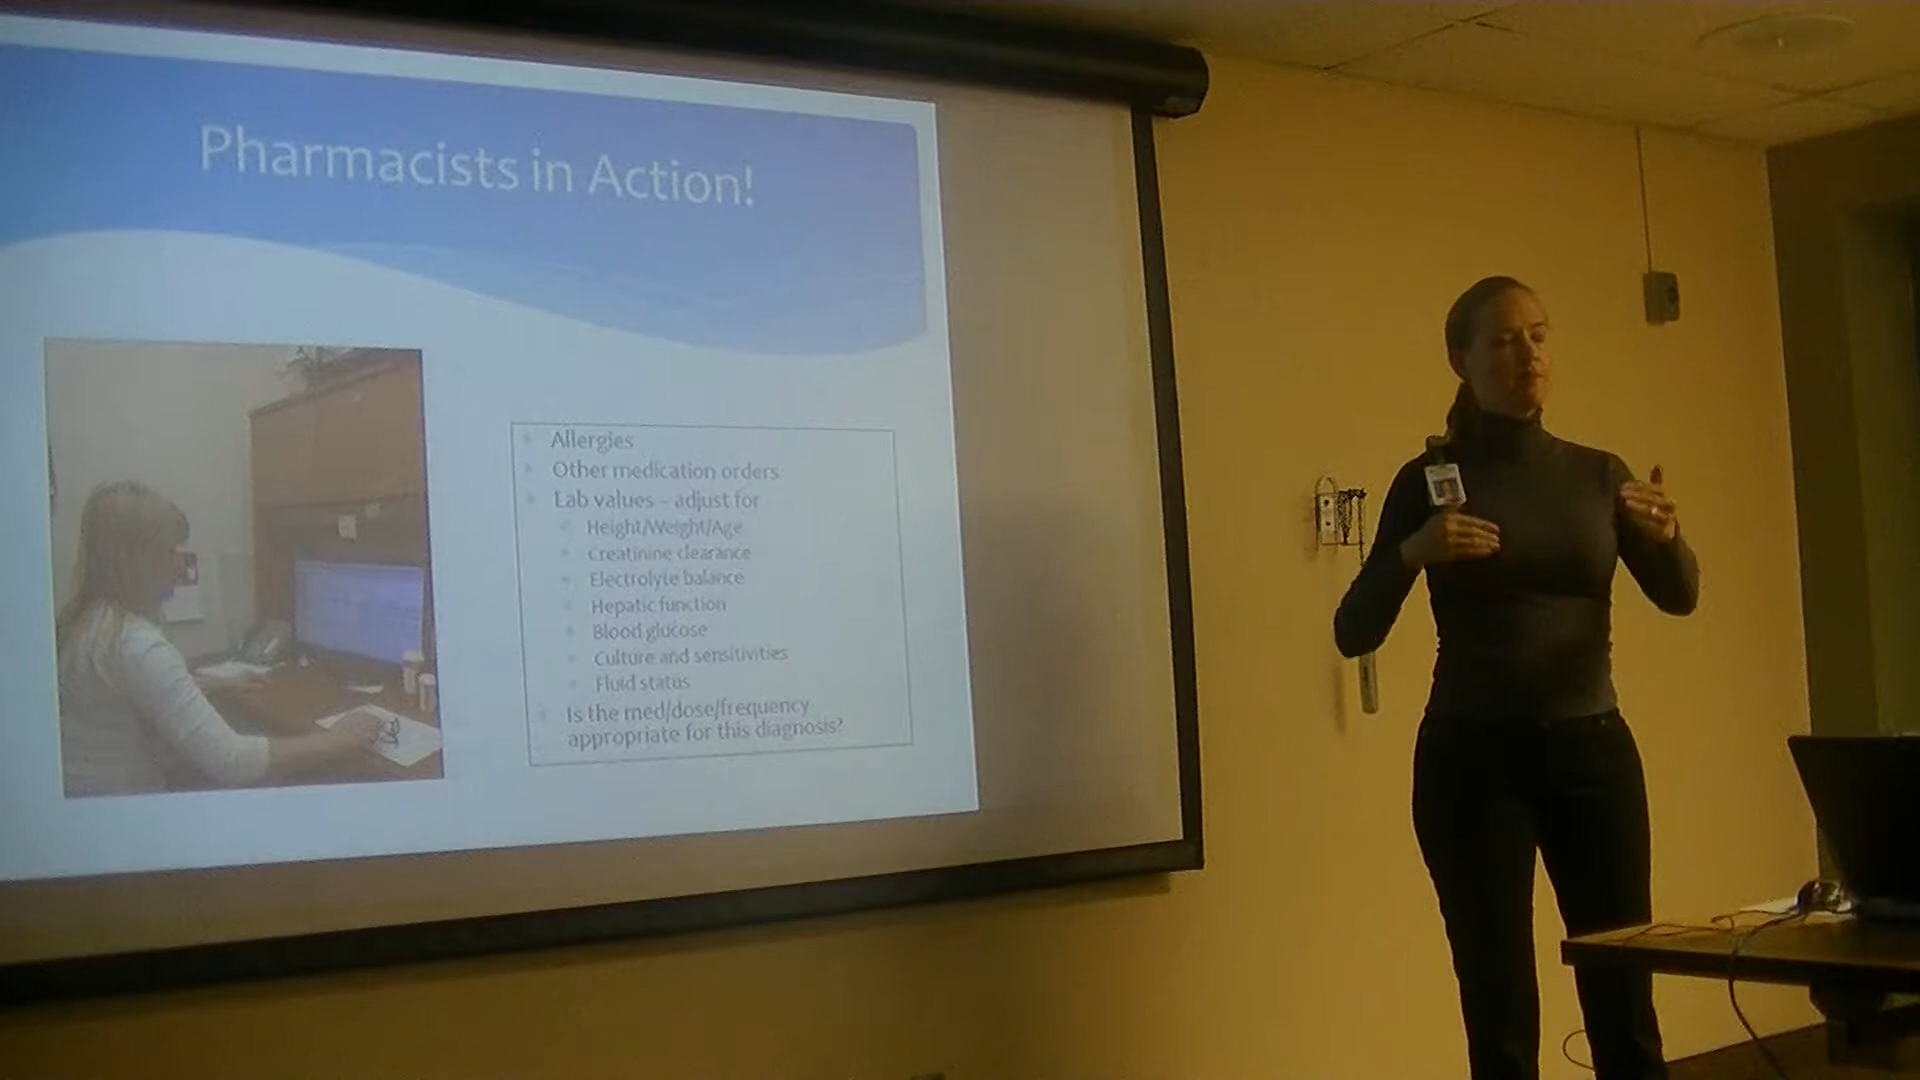 Pharmacists in Action!
Allergies
Other medication orders
Lab values – adjust for
Height/Weight/Age
Creatinine clearance
Electrolyte balance
Hepatic function
Blood glucose
Culture and sensitivities
Fluid status
Is the med/dose/frequency
appropriate for this diagnosis?